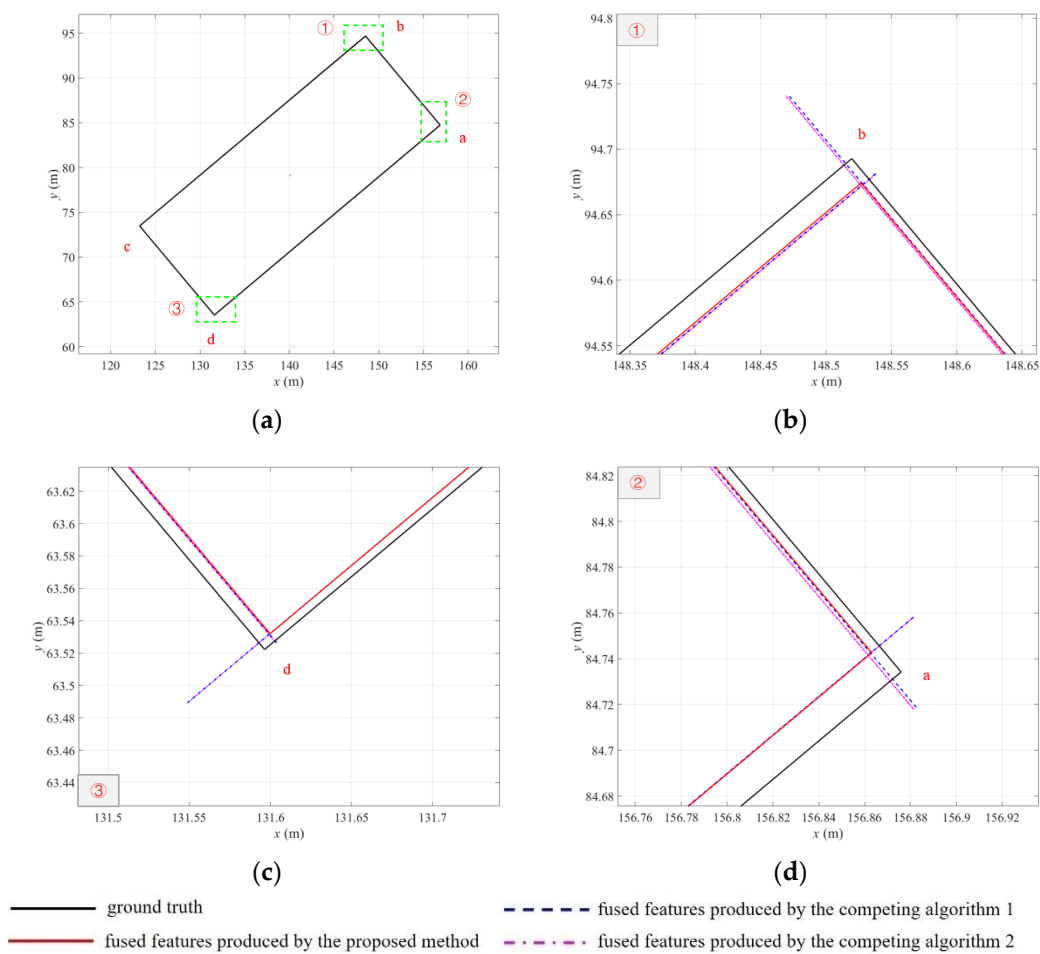 ①
b
②
a
c
③
d
95
90
85
80
75
70
65
60
y (m)
120 125 130 135 140 145 150 155 160
x (m)
(a)
①
b
94.8
94.75
94.7
94.65
94.6
94.55
y (m)
148.35 148.4 148.45 148.5 148.55 148.6 148.65
x (m)
(b)
63.62
63.6
63.58
63.56
63.54
63.52
63.5
63.48
63.46
63.44
y (m)
d
③
131.5 131.55 131.6 131.65 131.7
x (m)
(c)
②
a
84.82
84.8
84.78
84.76
84.74
84.72
84.7
84.68
y (m)
156.76 156.78 156.8 156.82 156.84 156.86 156.88 156.9 156.92
x (m)
(d)
ground truth
fused features produced by the competing algorithm 1
fused features produced by the proposed method
fused features produced by the competing algorithm 2